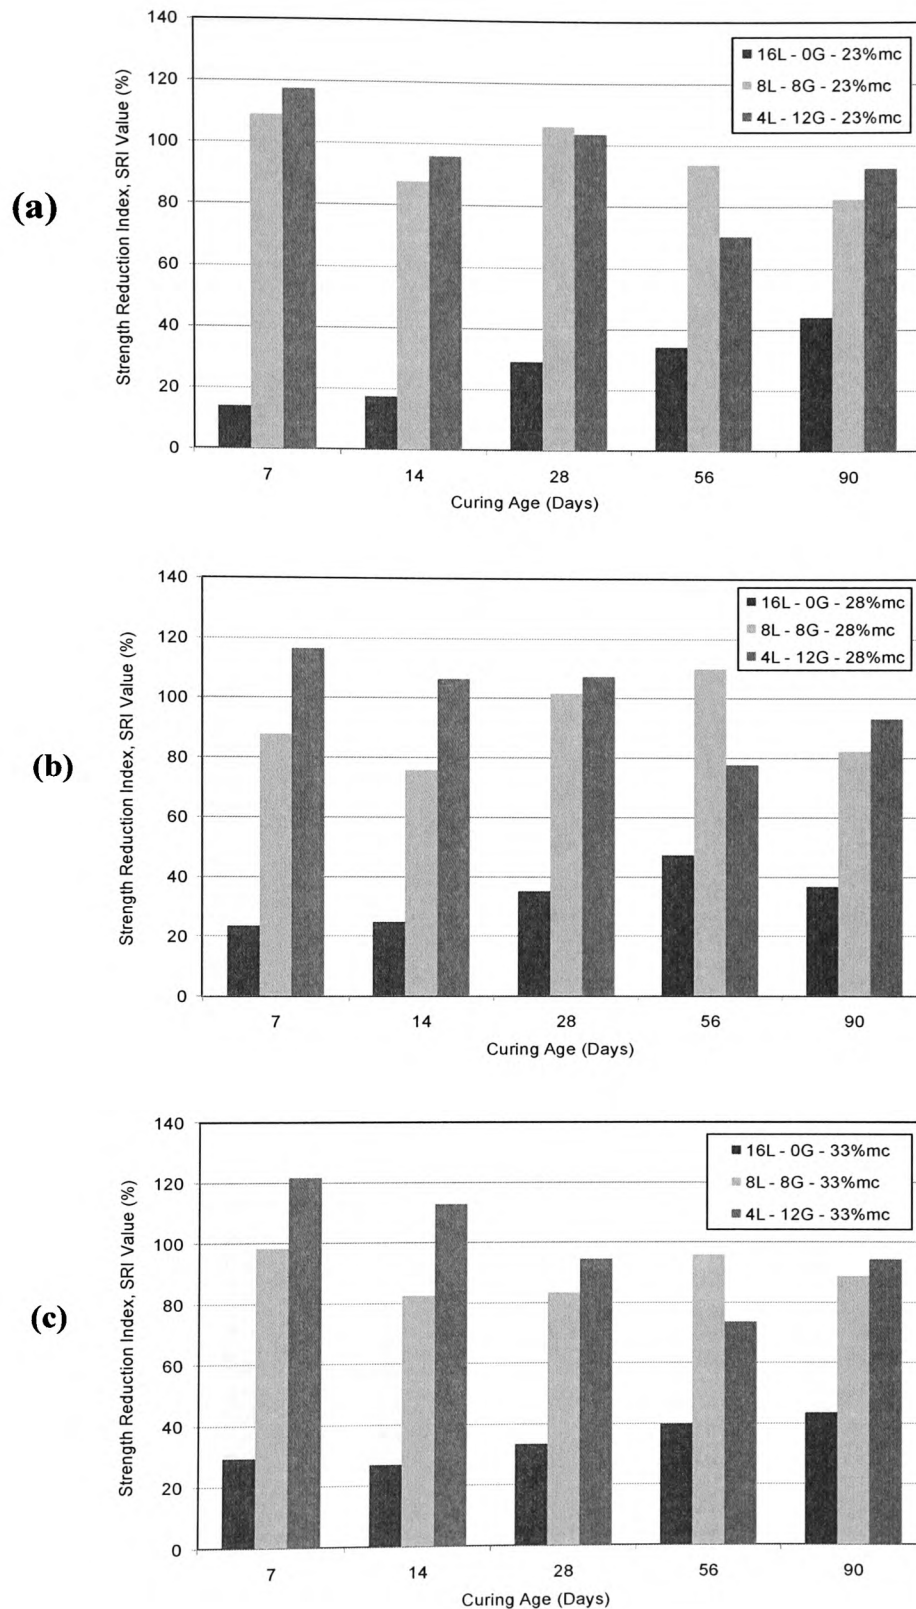 (a)
Strength Reduction Index, SRI Value (%)
140
120
100
80
60
40
20
0
16L - 0G - 23%mc
8L - 8G - 23%mc
4L - 12G - 23%mc
7 14 28 56 90
Curing Age (Days)
(b)
Strength Reduction Index, SRI Value (%)
140
120
100
80
60
40
20
0
16L - 0G - 28%mc
8L - 8G - 28%mc
4L - 12G - 28%mc
7 14 28 56 90
Curing Age (Days)
(c)
Strength Reduction Index, SRI Value (%)
140
120
100
80
60
40
20
0
16L - 0G - 33%mc
8L - 8G - 33%mc
4L - 12G - 33%mc
7 14 28 56 90
Curing Age (Days)